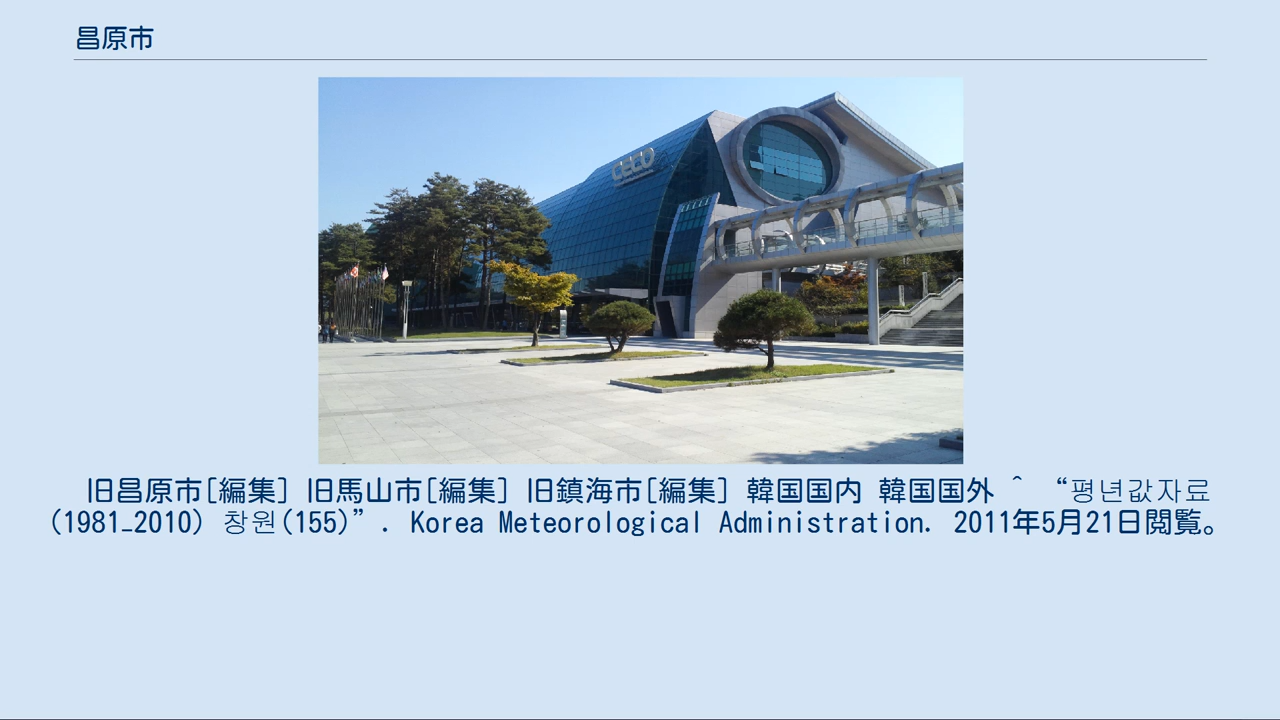 昌原市
CECO
旧昌原市[編集] 旧馬山市[編集] 旧鎮海市[編集] 韓国国内 韓国国外 ^ “평년값자료
(1981_2010) 창원(155)”. Korea Meteorological Administration. 2011年5月21日閲覧。